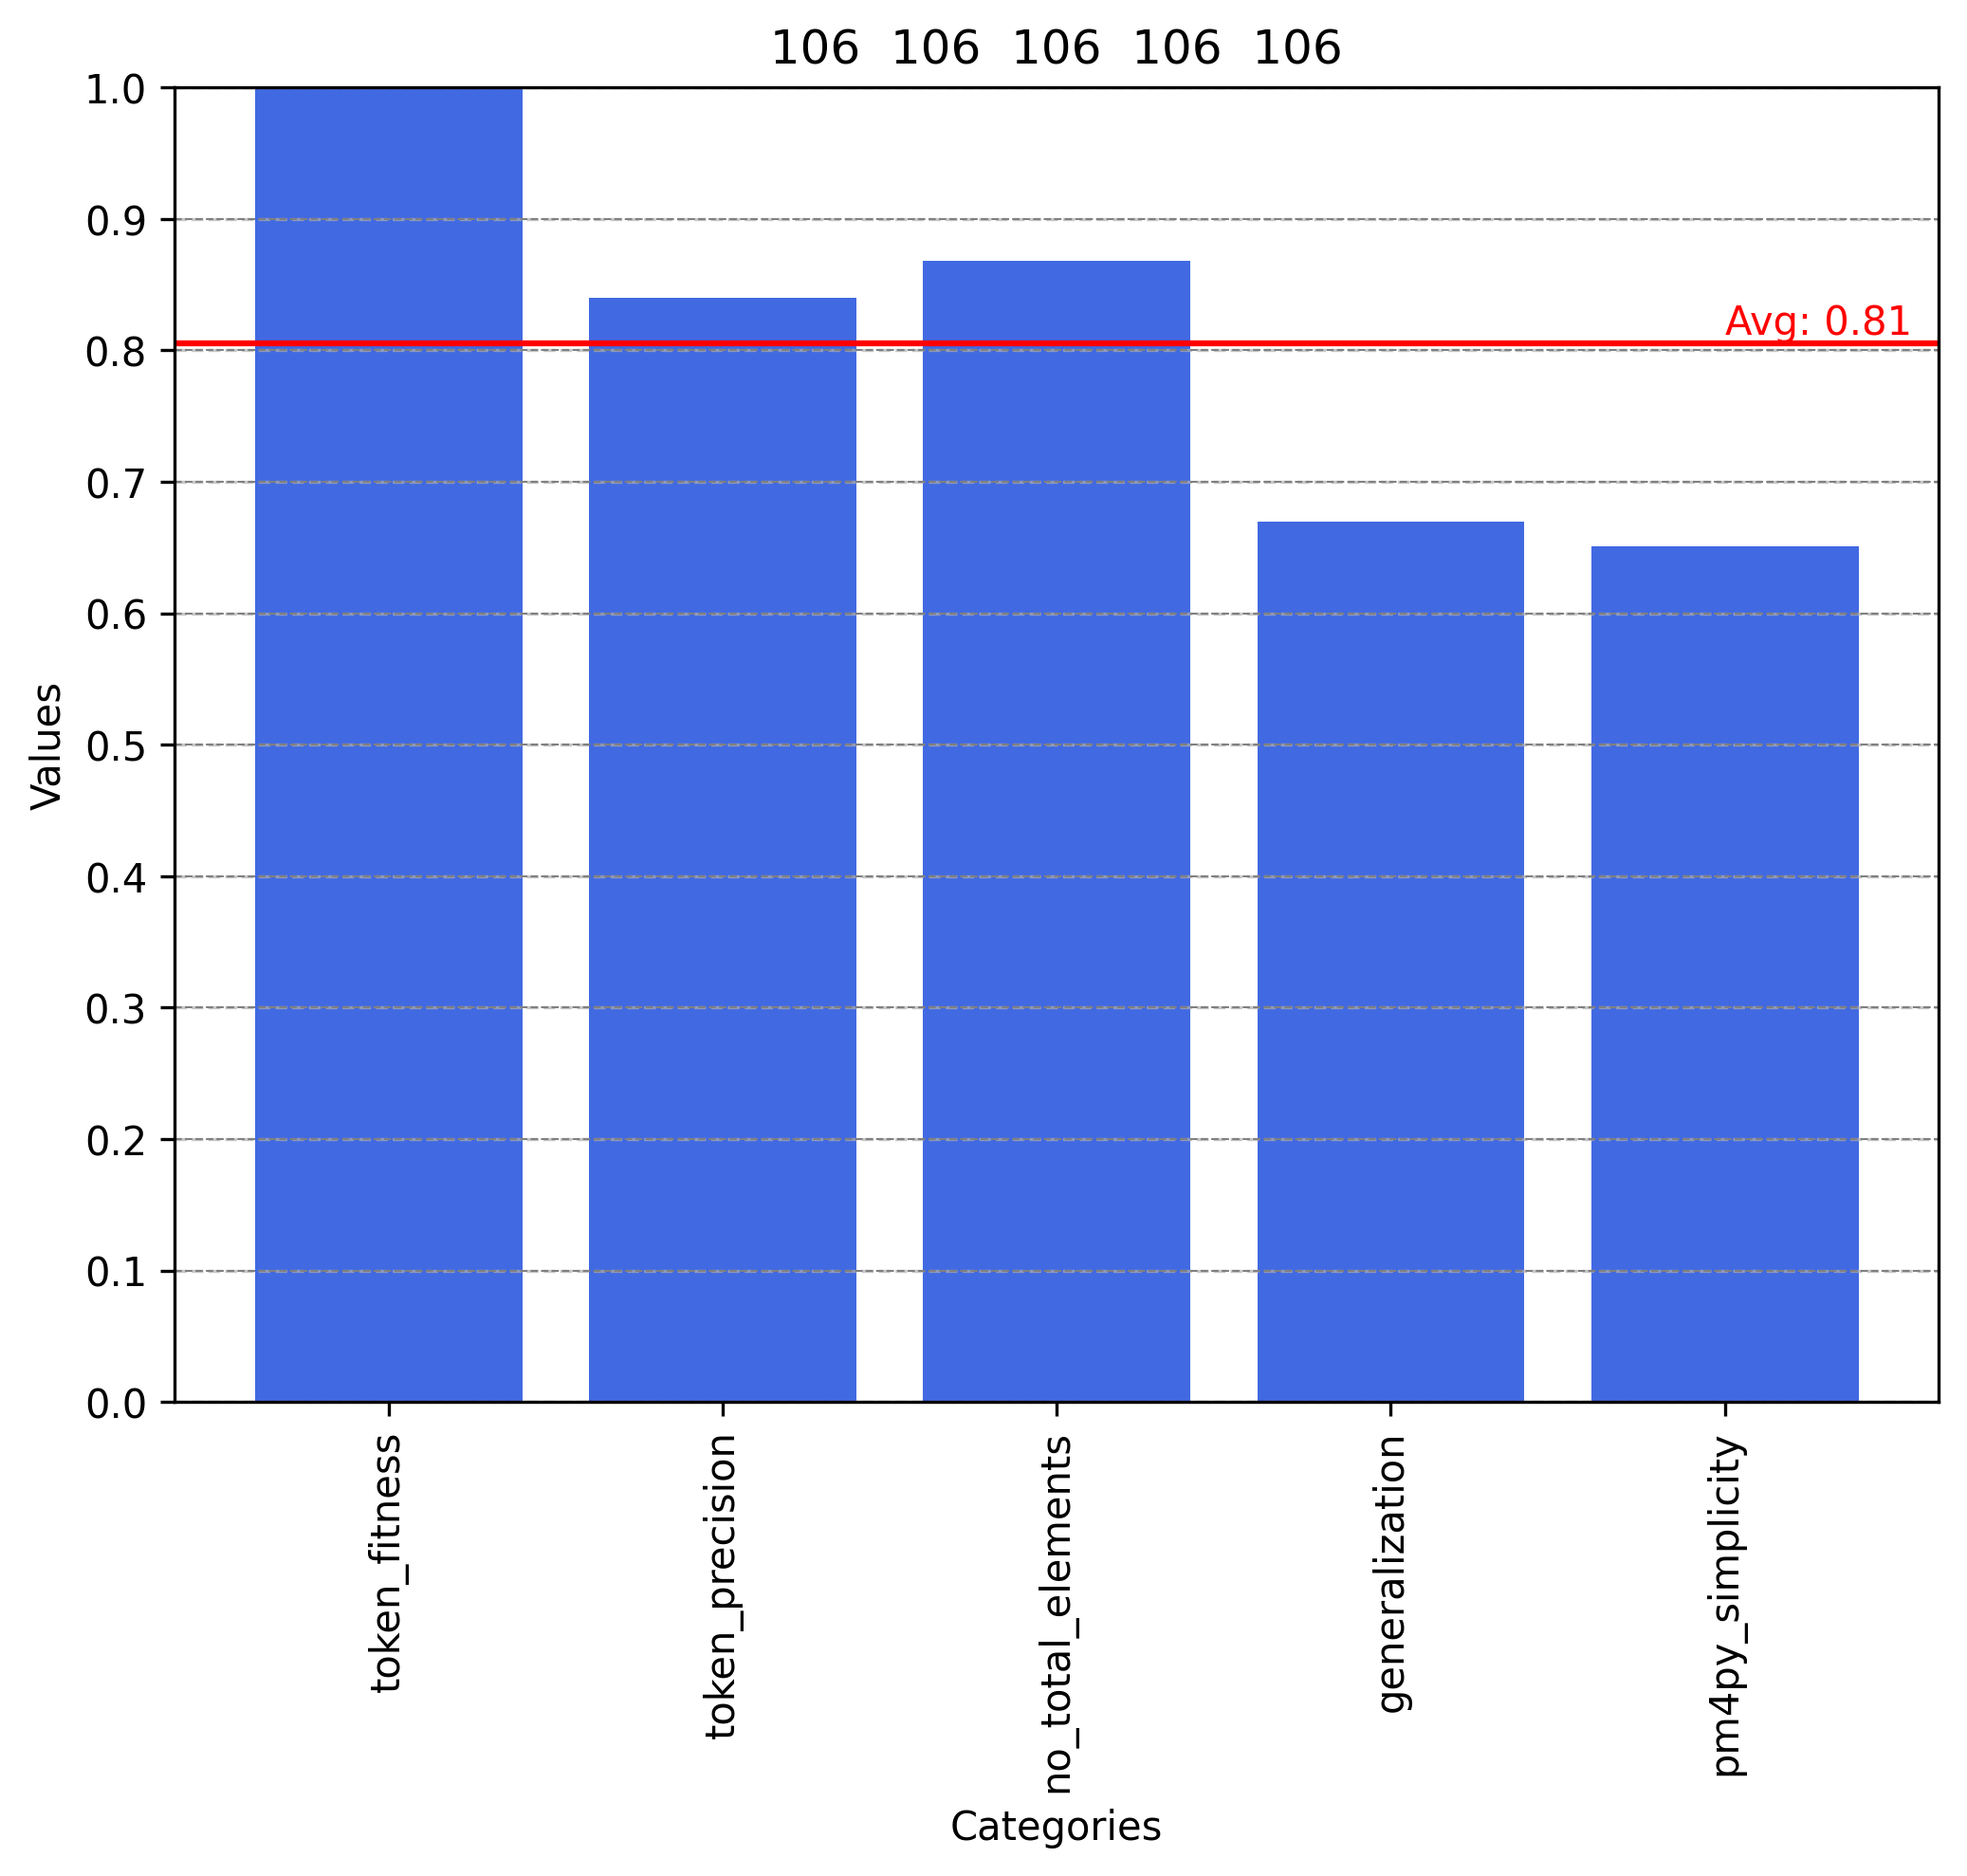 106  106  106  106  106
1.0
0.9
0.8
0.7
0.6
0.5
0.4
0.3
0.2
0.1
0.0
Values
Avg: 0.81
token_fitness
token_precision
no_total_elements
generalization
pm4py_simplicity
Categories